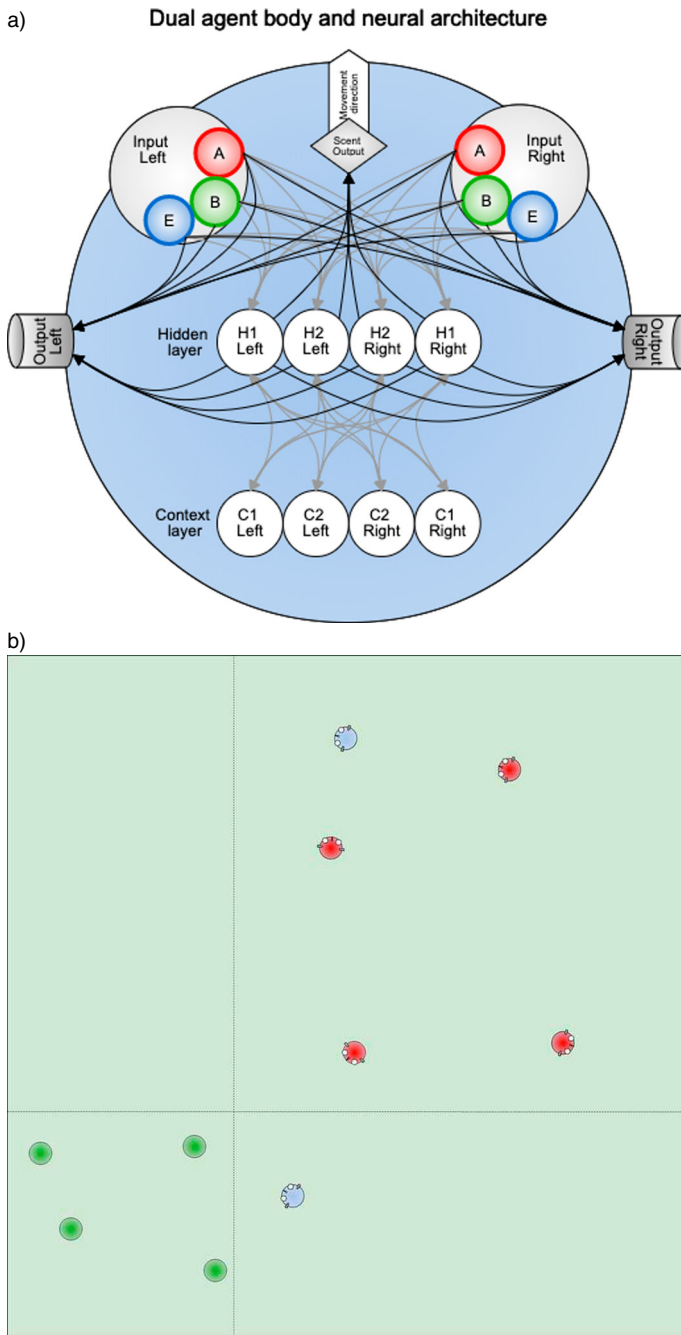 a)
Dual agent body and neural architecture
Movement
direction
Scent
Output
Input
Left
A
B
E
Input
Right
A
B
E
Output
Left
Output
Right
Hidden
layer
H1
Left
H2
Left
H2
Right
H1
Right
Context
layer
C1
Left
C2
Left
C2
Right
C1
Right
b)